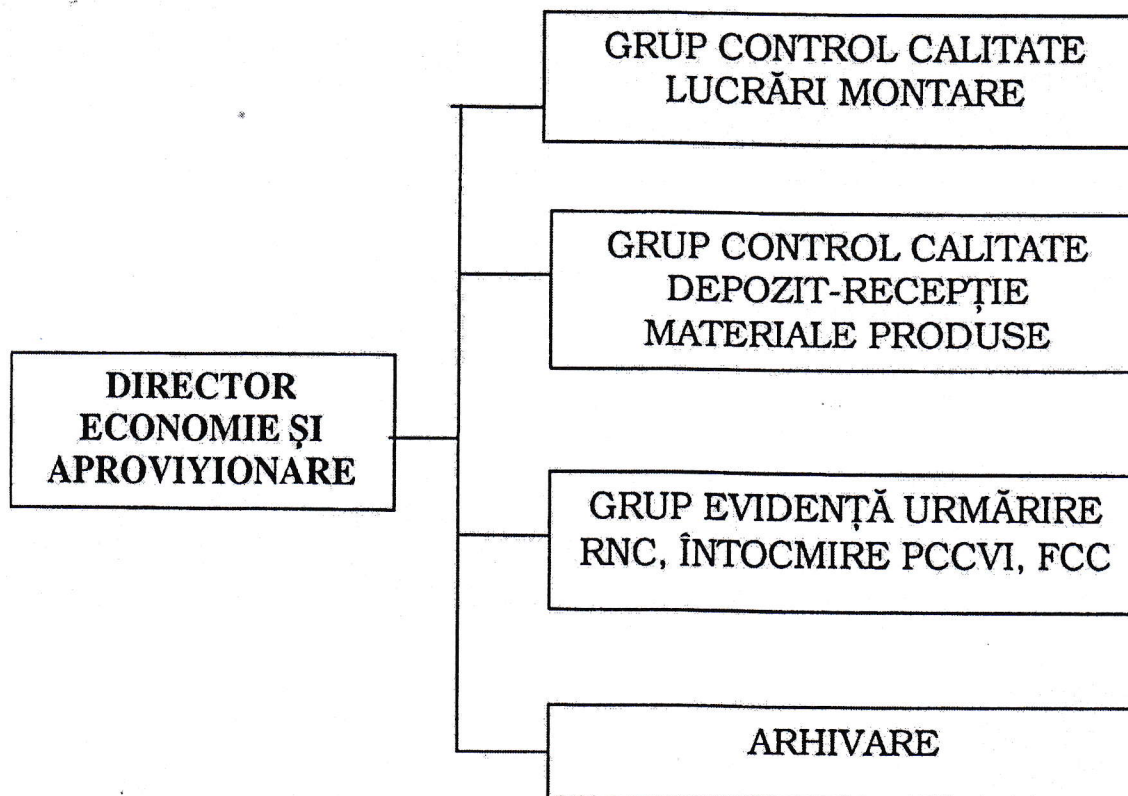 GRUP CONTROL CALITATE
LUCRĂRI MONTARE
GRUP CONTROL CALITATE
DEPOZIT-RECEPȚIE
MATERIALE PRODUSE
DIRECTOR
ECONOMIE ȘI
APROVIYIONARE
GRUP EVIDENȚĂ URMĂRIRE
RNC, ÎNTOCMIRE PCCVI, FCC
ARHIVARE